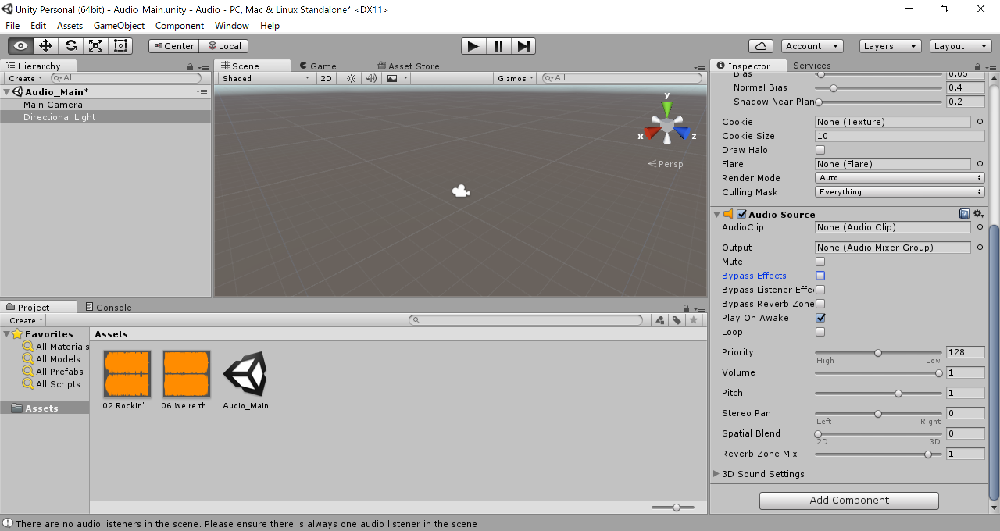 Unity Personal (64bit) - Audio_Main.unity - Audio - PC, Mac & Linux Standalone* <DX11>
File Edit Assets GameObject Component Window Help
Center Local Account Layers Layout
Hierarchy
Create All
Audio_Main*
Main Camera
Directional Light
Scene Game Asset Store
Shaded 2D Gizmos All
y
x z
Persp
Inspector Services
Bias 0.05
Normal Bias 0.4
Shadow Near Plan 0.2
Cookie None (Texture)
Cookie Size 10
Draw Halo
Flare None (Flare)
Render Mode Auto
Culling Mask Everything
Audio Source
AudioClip None (Audio Clip)
Output None (Audio Mixer Group)
Mute
Bypass Effects
Bypass Listener Effe
Bypass Reverb Zone
Play On Awake
Loop
Priority 128
High Low
Volume 1
Pitch 1
Stereo Pan 0
Left Right
Spatial Blend 0
2D 3D
Reverb Zone Mix 1
3D Sound Settings
Add Component
Project Console
Create
Favorites
All Materials
All Models
All Prefabs
All Scripts
Assets
Assets
02 Rockin' ... 06 We're th... Audio_Main
There are no audio listeners in the scene. Please ensure there is always one audio listener in the scene